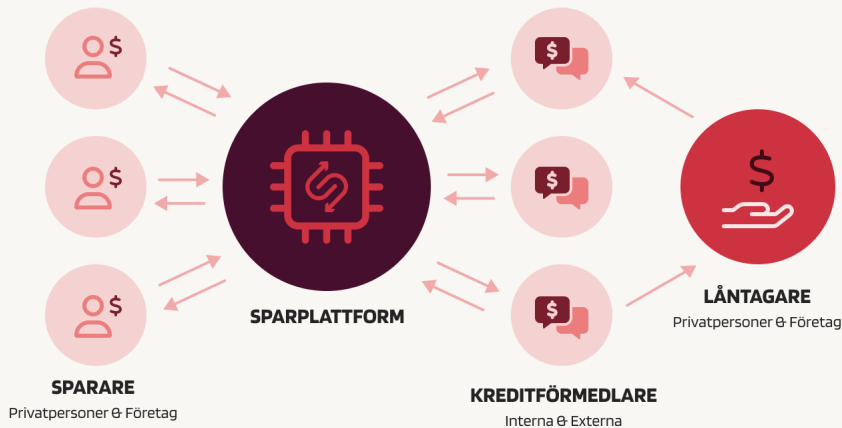 SPARPLATTFORM
SPARARE
Privatpersoner & Företag
KREDITFÖRMEDLARE
Interna & Externa
LÅNTAGARE
Privatpersoner & Företag
$
$
$
$
$
$
$